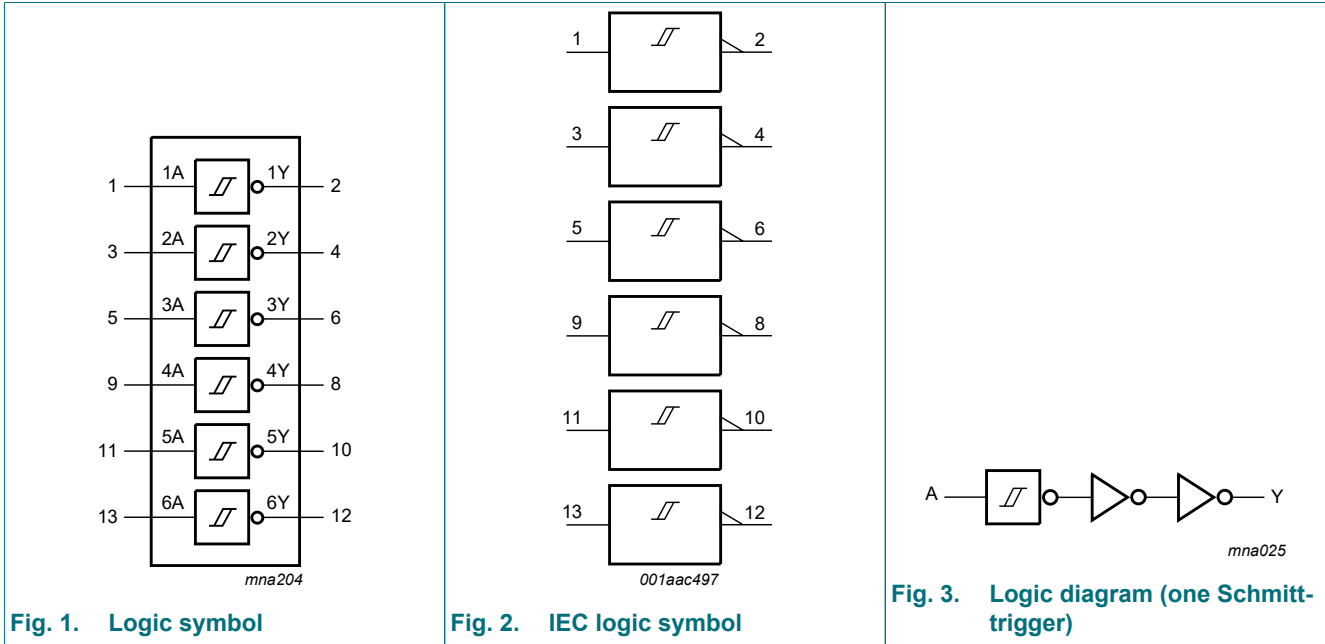 1 1A 1Y 2
3 2A 2Y 4
5 3A 3Y 6
9 4A 4Y 8
11 5A 5Y 10
13 6A 6Y 12
mna204
Fig. 1. Logic symbol
1 2
3 4
5 6
9 8
11 10
13 12
001aac497
Fig. 2. IEC logic symbol
A Y
mna025
Fig. 3. Logic diagram (one Schmitt-
trigger)